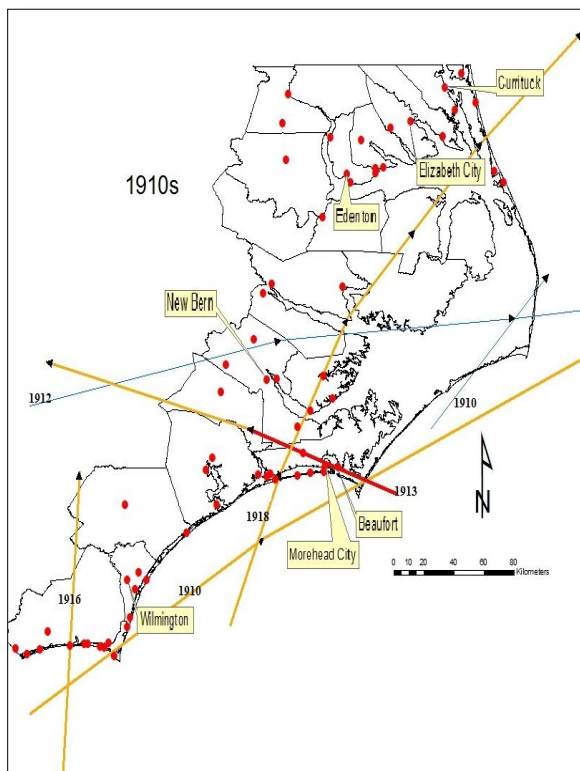 Currituck
Elizabeth City
1910s
Edenton
New Bern
1912
1910
1913
N
1918
Beaufort
Morehead City
1910
0 10 20 40 60 80
Kilometers
1916
Wilmington